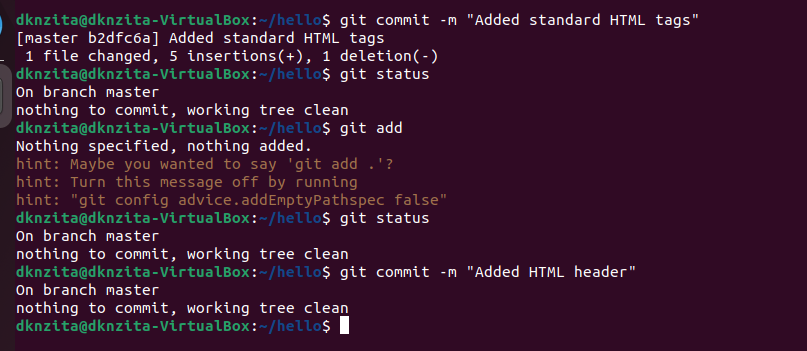 dknzita@dknzita-VirtualBox:~/hello$ git commit -m "Added standard HTML tags"
[master b2dfc6a] Added standard HTML tags
 1 file changed, 5 insertions(+), 1 deletion(-)
dknzita@dknzita-VirtualBox:~/hello$ git status
On branch master
nothing to commit, working tree clean
dknzita@dknzita-VirtualBox:~/hello$ git add
Nothing specified, nothing added.
hint: Maybe you wanted to say 'git add .'?
hint: Turn this message off by running
hint: "git config advice.addEmptyPathspec false"
dknzita@dknzita-VirtualBox:~/hello$ git status
On branch master
nothing to commit, working tree clean
dknzita@dknzita-VirtualBox:~/hello$ git commit -m "Added HTML header"
On branch master
nothing to commit, working tree clean
dknzita@dknzita-VirtualBox:~/hello$